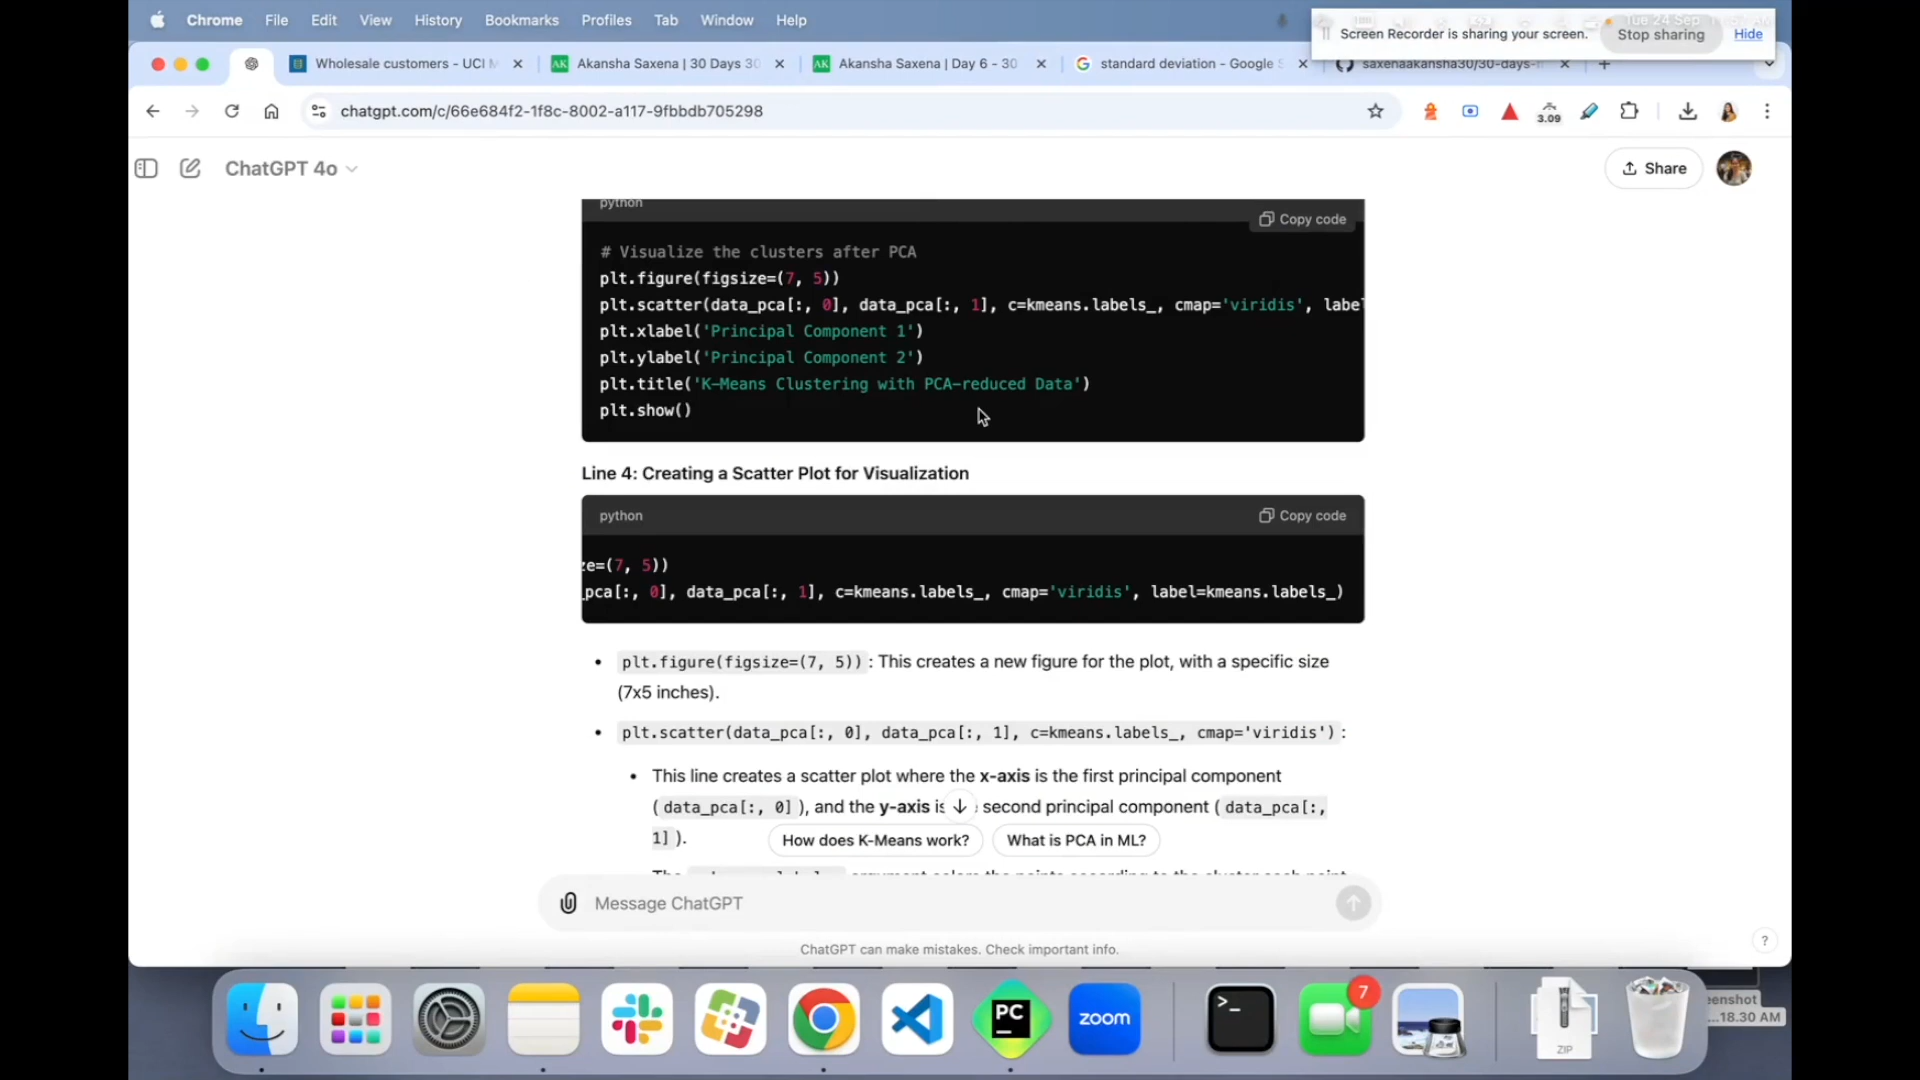 Chrome File Edit View History Bookmarks Profiles Tab Window Help
Screen Recorder is sharing your screen. Stop sharing Hide
Wholesale customers - UCI M
Akansha Saxena | 30 Days 30
Akansha Saxena | Day 6 - 30
standard deviation - Google S
saxenaakansha30/30-days-
chatgpt.com/c/66e684f2-1f8c-8002-a117-9fbbdb705298
3.09
ChatGPT 4o
Share
python
Copy code
# Visualize the clusters after PCA
plt.figure(figsize=(7, 5))
plt.scatter(data_pca[:, 0], data_pca[:, 1], c=kmeans.labels_, cmap='viridis', label
plt.xlabel('Principal Component 1')
plt.ylabel('Principal Component 2')
plt.title('K-Means Clustering with PCA-reduced Data')
plt.show()
Line 4: Creating a Scatter Plot for Visualization
python
Copy code
ze=(7, 5))
pca[:, 0], data_pca[:, 1], c=kmeans.labels_, cmap='viridis', label=kmeans.labels_)
• plt.figure(figsize=(7, 5)) : This creates a new figure for the plot, with a specific size
(7x5 inches).
• plt.scatter(data_pca[:, 0], data_pca[:, 1], c=kmeans.labels_, cmap='viridis') :
• This line creates a scatter plot where the x-axis is the first principal component
( data_pca[:, 0] ), and the y-axis is second principal component ( data_pca[:,
1] ).
How does K-Means work?
What is PCA in ML?
Message ChatGPT
ChatGPT can make mistakes. Check important info.
?
7
PC
zoom
ZIP
eenshot
...18.30 AM